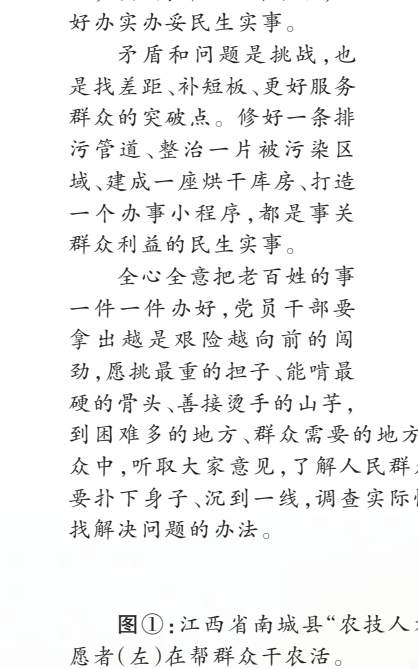 好办实办妥民生实事。
矛盾和问题是挑战,也
是找差距、补短板、更好服务
群众的突破点。修好一条排
污管道、整治一片被污染区
域、建成一座烘干库房、打造
一个办事小程序,都是事关
群众利益的民生实事。
全心全意把老百姓的事
一件一件办好,党员干部要
拿出越是艰险越向前的闯
劲,愿挑最重的担子、能啃最
硬的骨头、善接烫手的山芋,
到困难多的地方、群众需要的地方
众中,听取大家意见,了解人民群
要扑下身子、沉到一线,调查实际
找解决问题的办法。
图①:江西省南城县“农技人
愿者(左)在帮群众干农活。